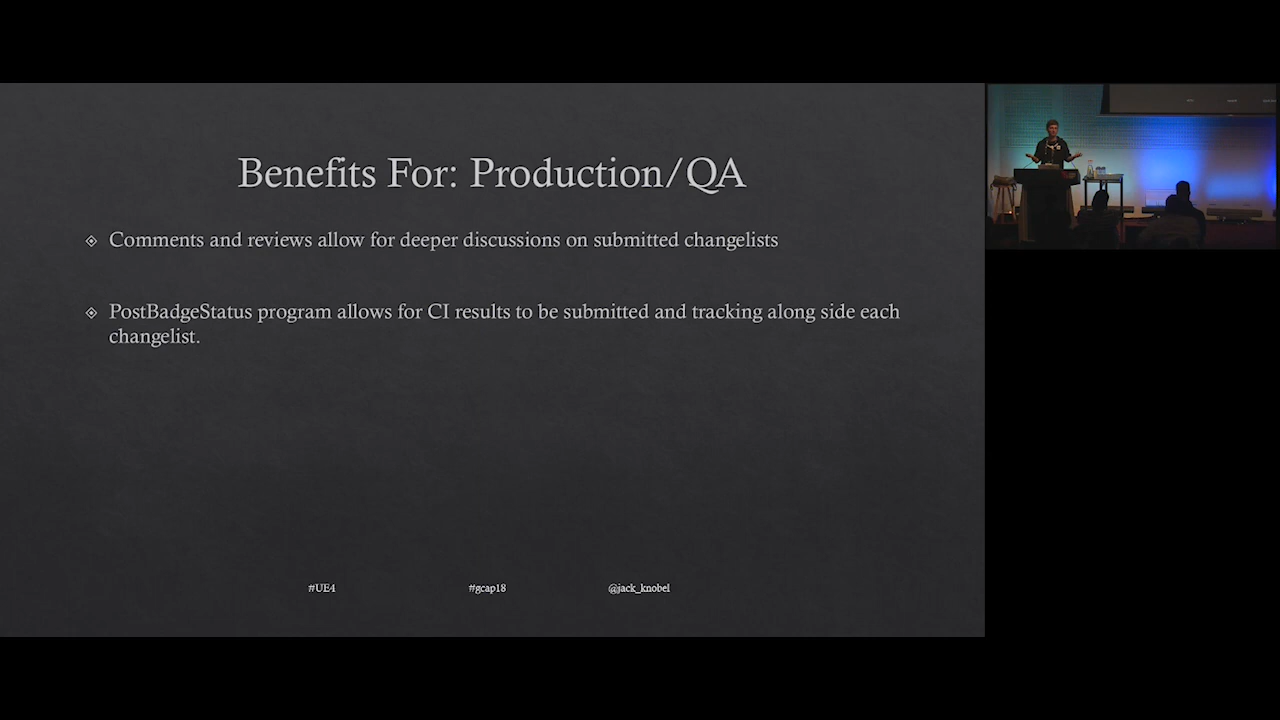 Benefits For: Production/QA
Comments and reviews allow for deeper discussions on submitted changelists
PostBadgeStatus program allows for CI results to be submitted and tracking along side each
changelist.
#UE4
#gcap18
@jack_knobel